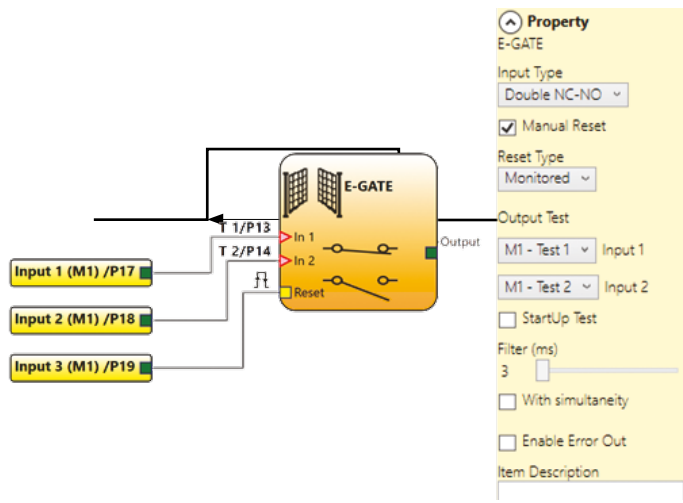 E-GATE
T 1/P13
In 1
T 2/P14
In 2
Reset
Output
Input 1 (M1) /P17
Input 2 (M1) /P18
Input 3 (M1) /P19
Property
E-GATE
Input Type
Double NC-NO
Manual Reset
Reset Type
Monitored
Output Test
M1 - Test 1 Input 1
M1 - Test 2 Input 2
StartUp Test
Filter (ms)
3
With simultaneity
Enable Error Out
Item Description